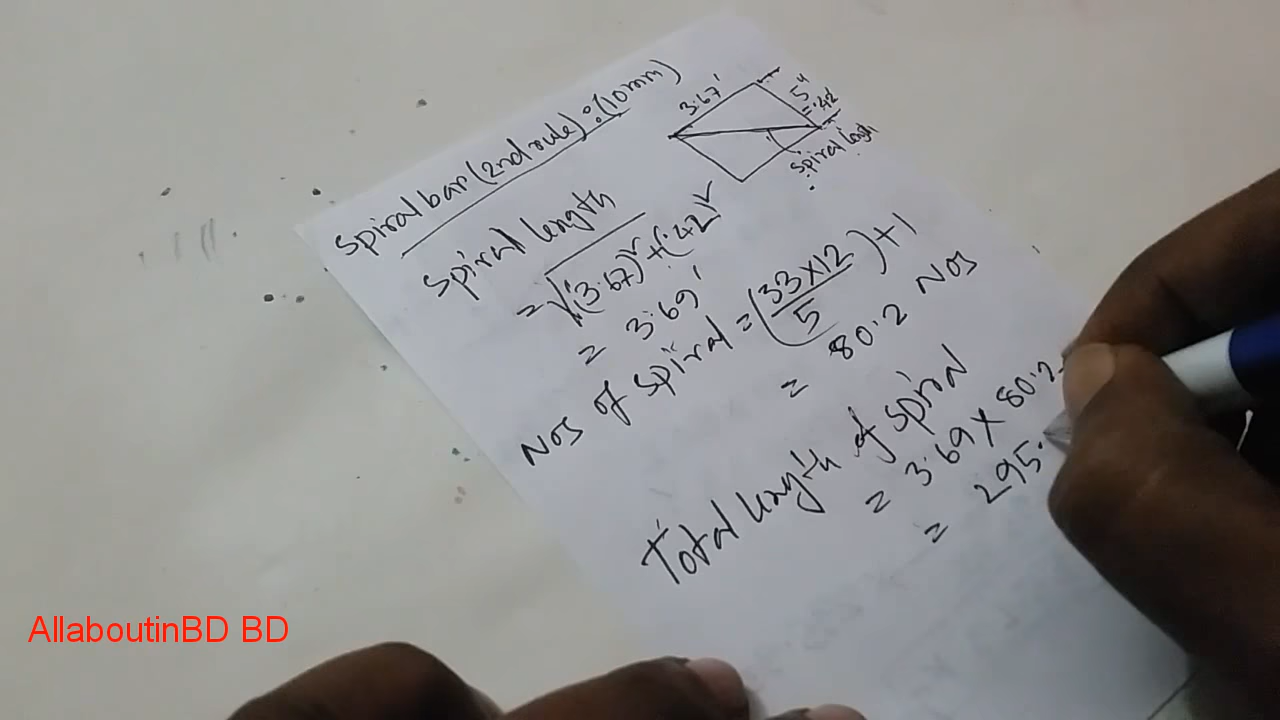 Spiral bar (2nd rule) : (10mm)
3.67'
5"
= .42'
Spiral length
Spiral length
= √(3.67)² + (.42)²
= 3.69'
Nos of spiral = (33×12/5) + 1
= 80.2 Nos
Total length of spiral
= 3.69 × 80.2
= 295.
AllaboutinBD BD